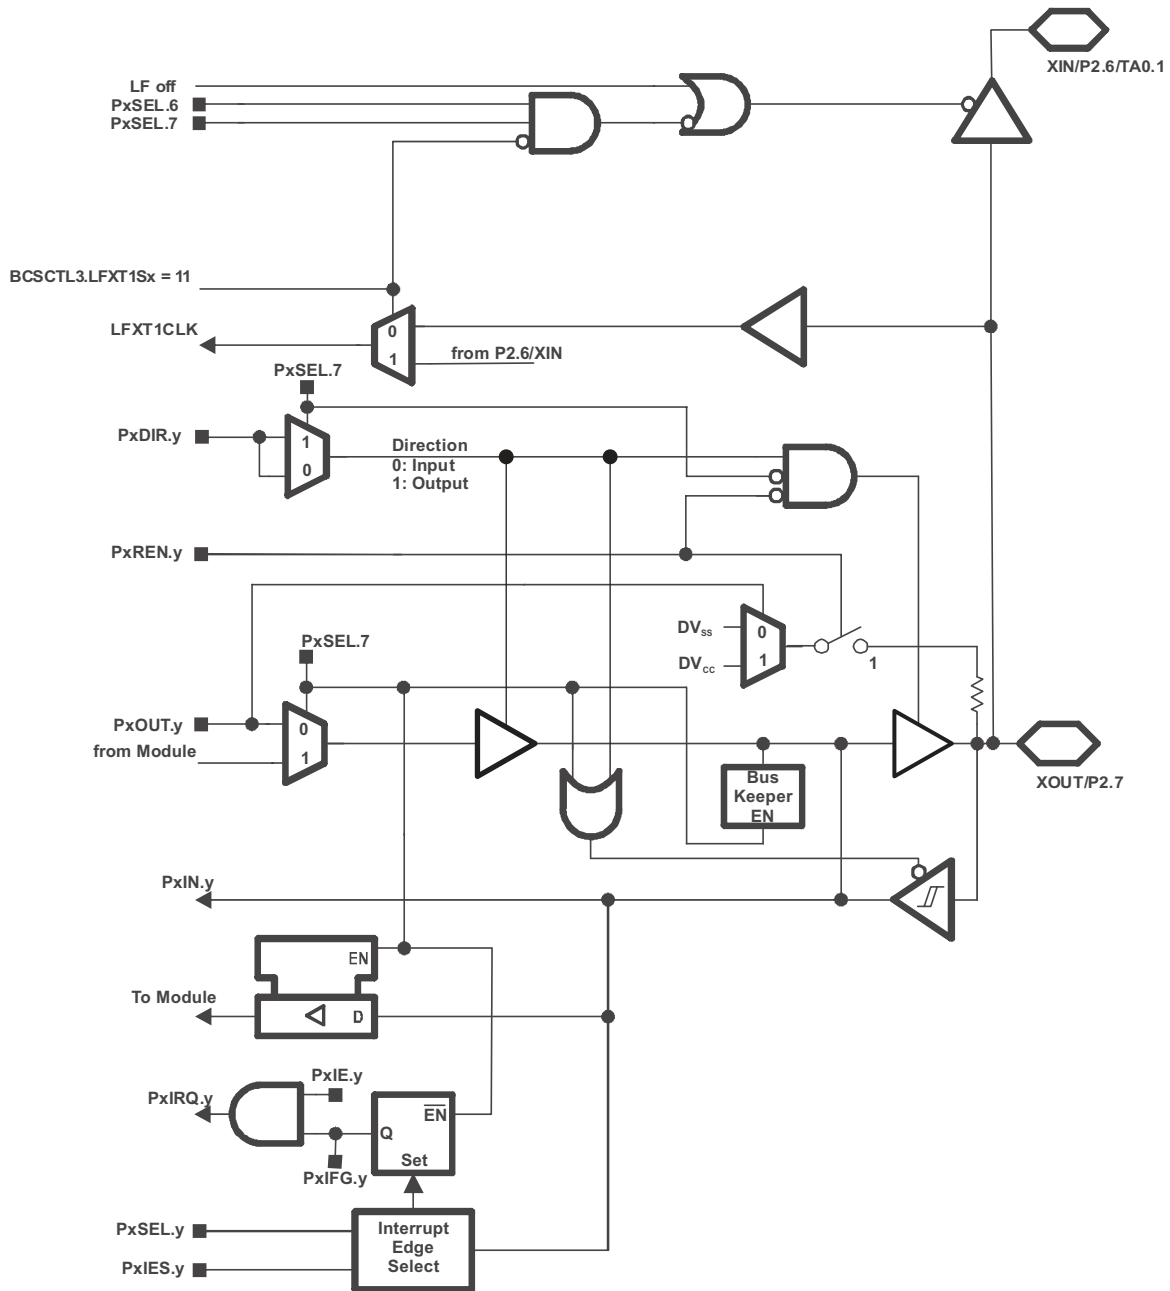 XIN/P2.6/TA0.1
LF off
PxSEL.6
PxSEL.7
BCSCTL3.LFXT1Sx = 11
LFXT1CLK
0
1
from P2.6/XIN
PxSEL.7
PxDIR.y
1
0
Direction
0: Input
1: Output
PxREN.y
DVSS
DVCC
0
1
1
PxSEL.7
PxOUT.y
from Module
0
1
Bus
Keeper
EN
XOUT/P2.7
PxIN.y
EN
To Module
D
PxIE.y
PxIRQ.y
EN
Q
Set
PxIFG.y
PxSEL.y
PxIES.y
Interrupt
Edge
Select